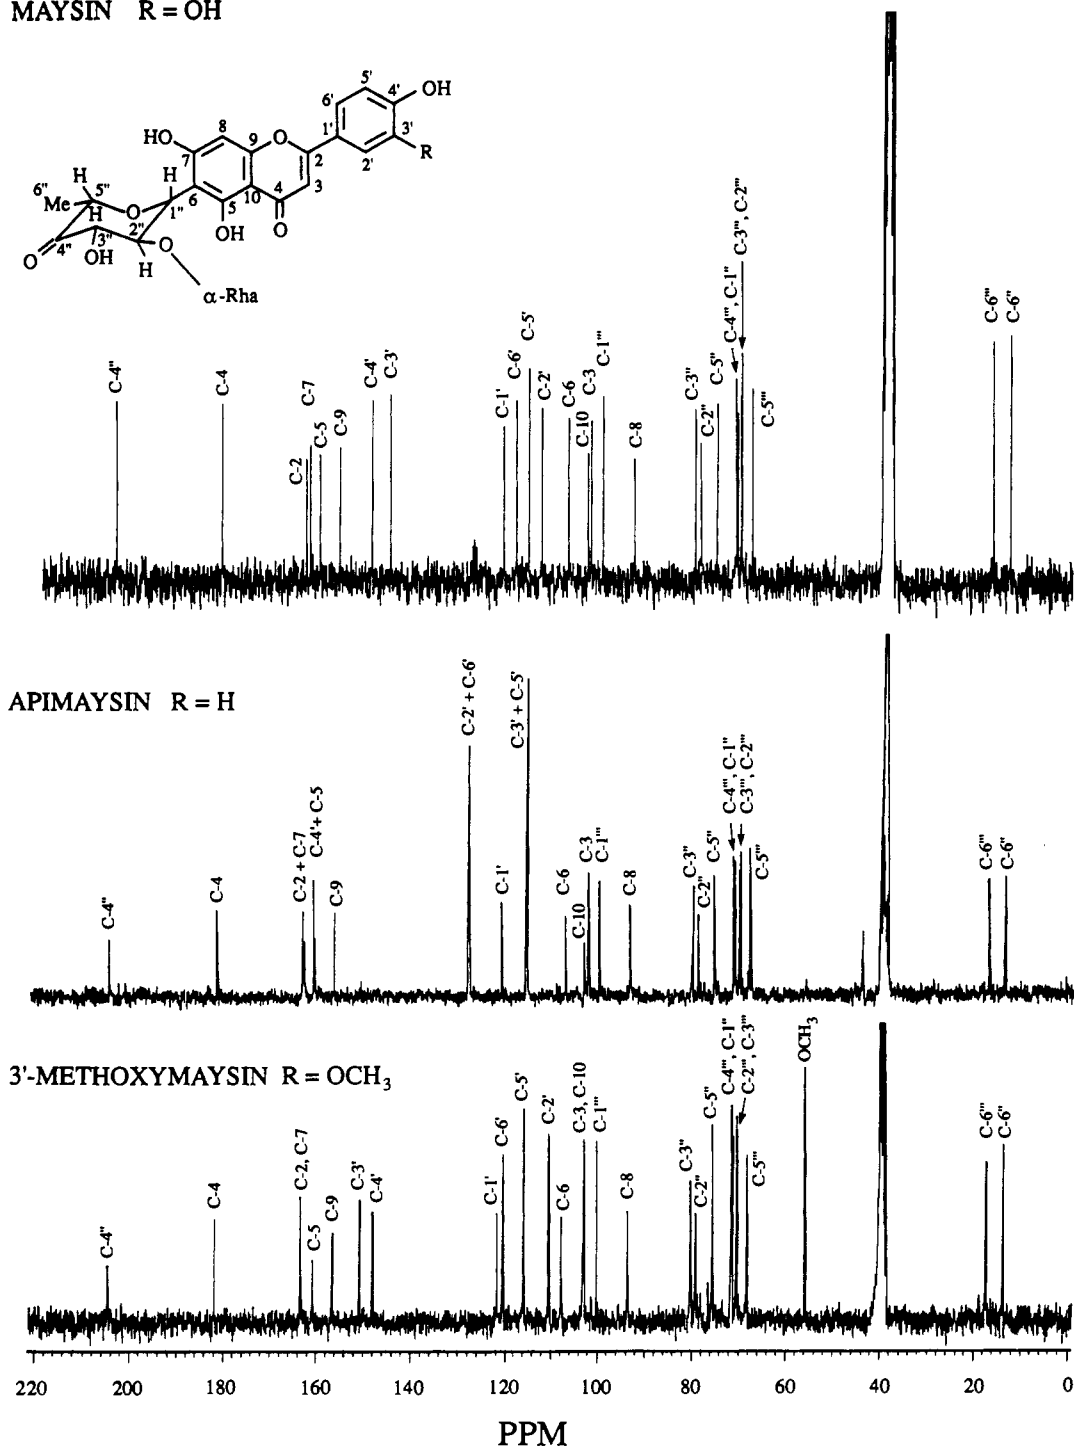 MAYSIN R = OH
5'
4'
OH
6'
3'
1'
2'
R
8
HO
7
9
O
2
3
4
O
10
5
6
OH
H
1"
H
6"
Me
5"
H
O
2"
3"
4"
O
OH
O
H
α-Rha
C-4"
C-4
C-2
C-7
C-5
C-9
C-4'
C-3'
C-1'
C-6'
C-5'
C-2'
C-6
C-10
C-3
C-1'''
C-8
C-3"
C-2"
C-5"
C-4''', C-1"
C-3''', C-2'''
C-5'''
C-6'''
C-6"
APIMAYSIN R = H
C-4"
C-4
C-2 + C-7
C-4'+ C-5
C-9
C-2' + C-6'
C-1'
C-3' + C-5'
C-6
C-10
C-3
C-1'''
C-8
C-3"
C-2"
C-5"
C-4''', C-1"
C-3''', C-2'''
C-5'''
C-6'''
C-6"
3'-METHOXYMAYSIN R = OCH₃
C-4"
C-4
C-2, C-7
C-5
C-9
C-3'
C-4'
C-1'
C-6'
C-5'
C-2'
C-6
C-3, C-10
C-1'''
C-8
C-3"
C-2"
C-5"
C-4''', C-1"
C-2''', C-3'''
C-5'''
OCH₃
C-6'''
C-6"
220 200 180 160 140 120 100 80 60 40 20 0
PPM